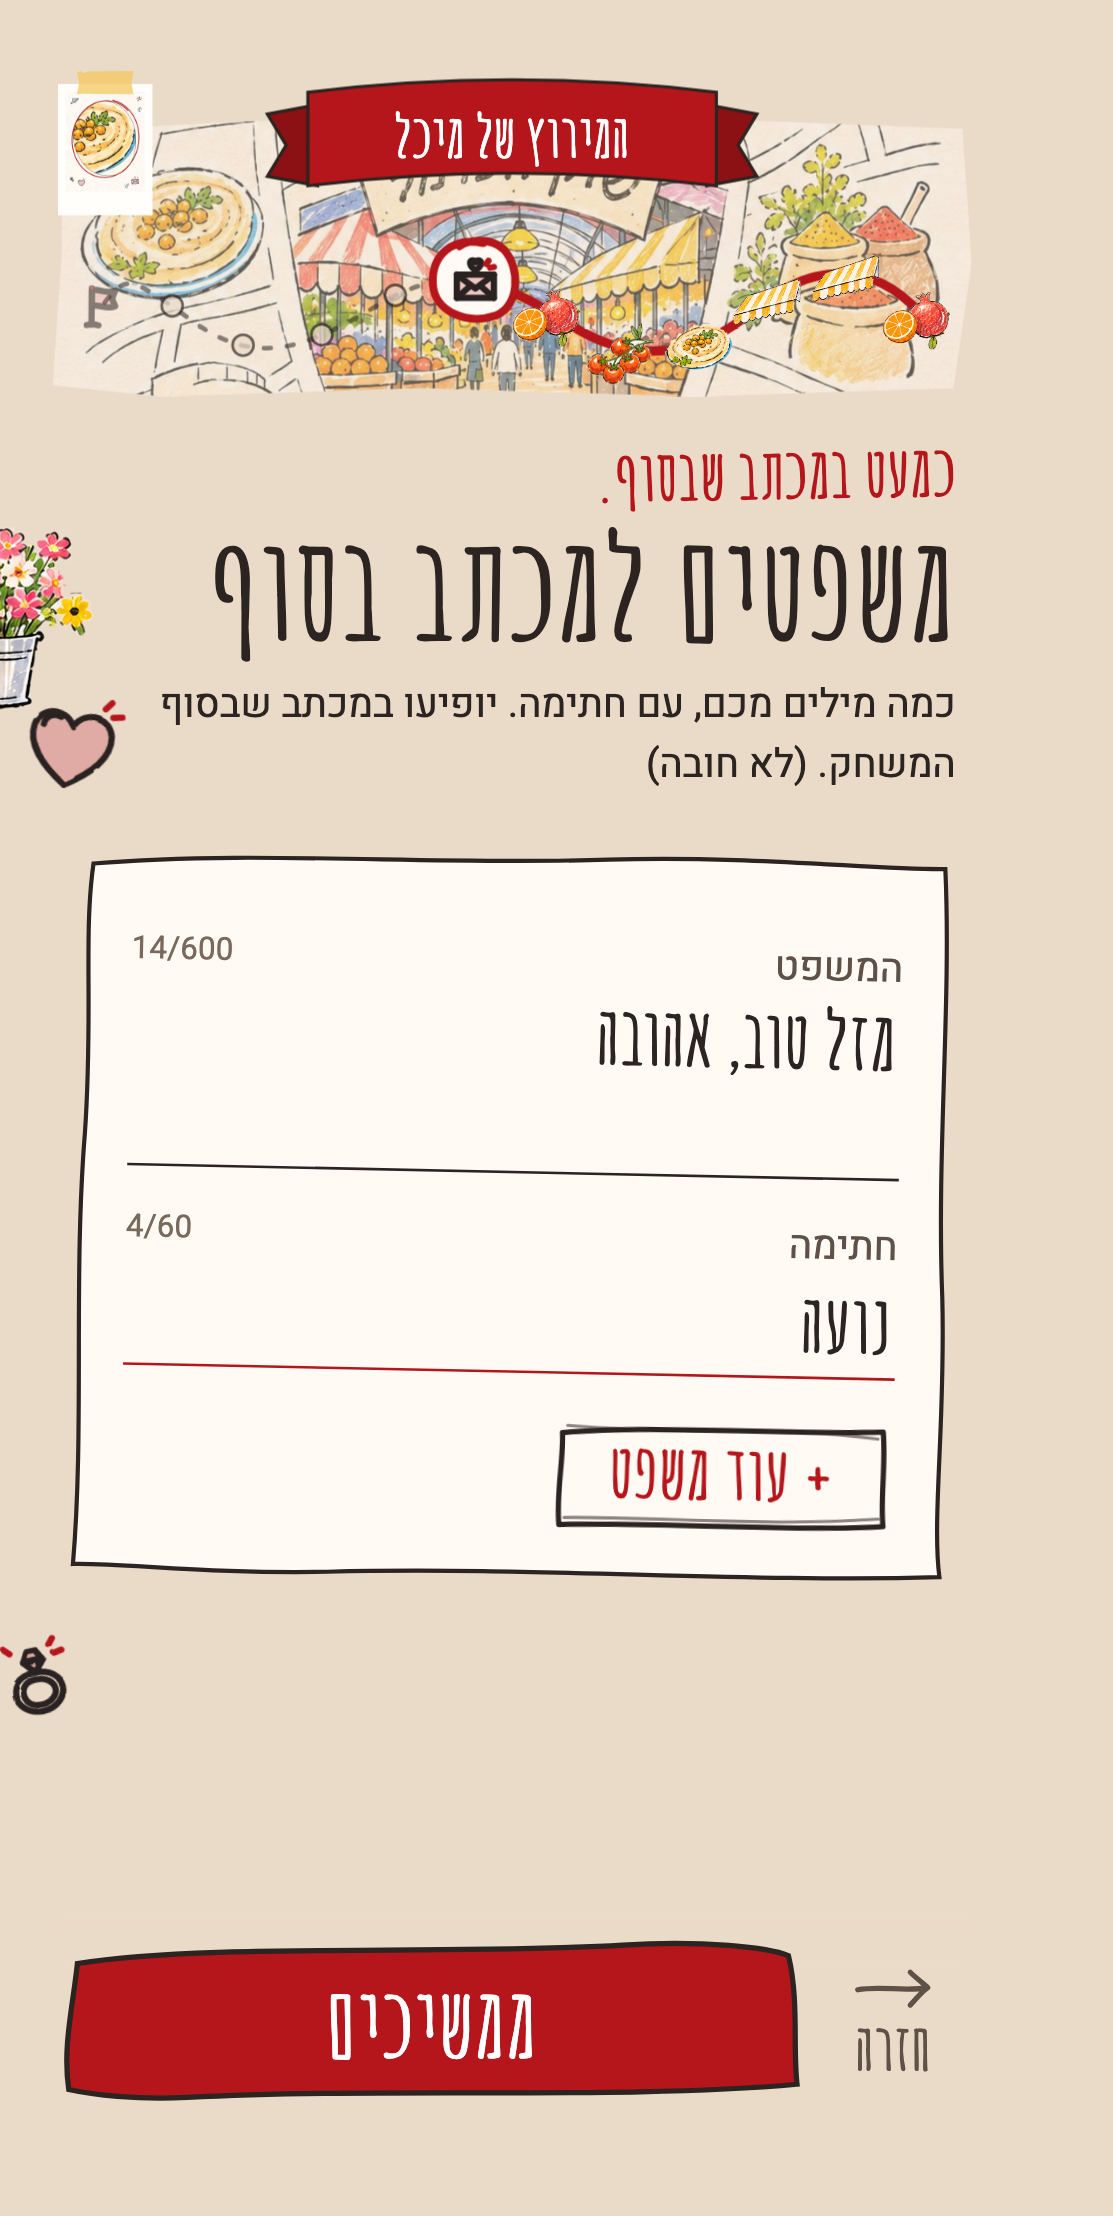 המירוץ של מיכל
כמעט במכתב שבסוף.
משפטים למכתב בסוף
כמה מילים מכם, עם חתימה. יופיעו במכתב שבסוף
המשחק. (לא חובה)
המשפט
14/600
מזל טוב, אהובה
חתימה
4/60
נועה
+ עוד משפט
חזרה
ממשיכים